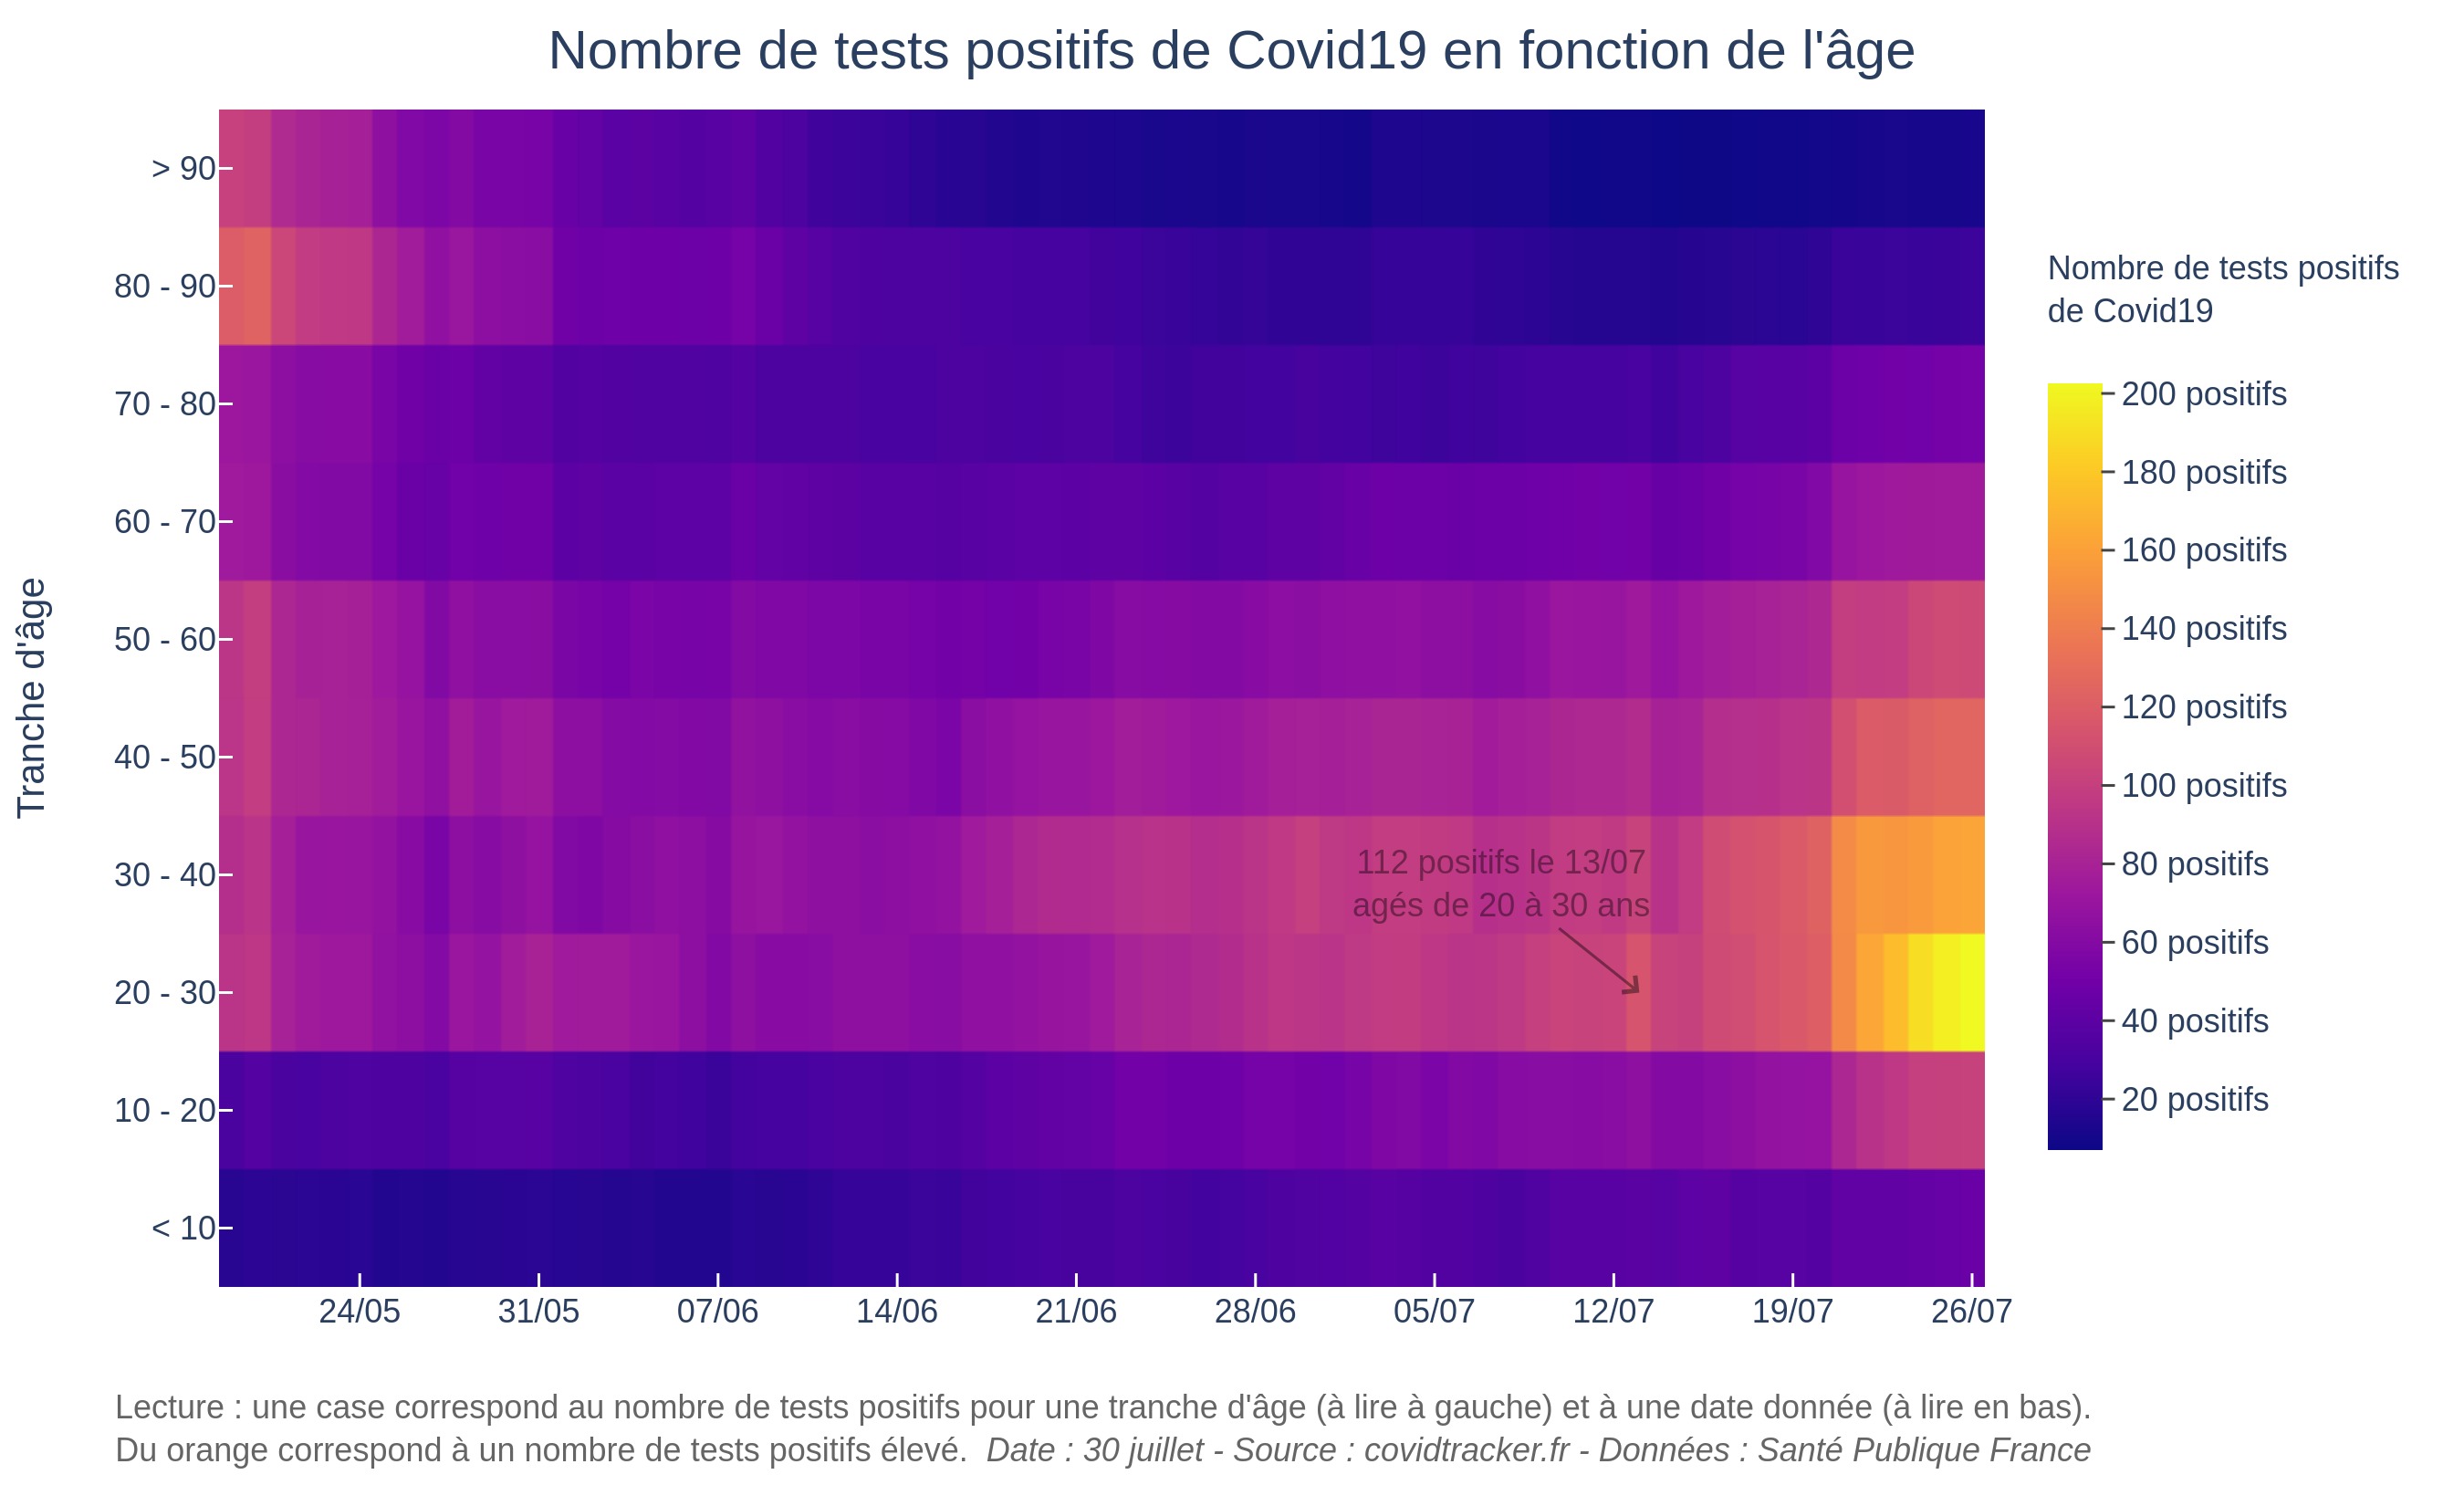 Nombre de tests positifs de Covid19 en fonction de l'âge
Tranche d'âge
> 90
80 - 90
70 - 80
60 - 70
50 - 60
40 - 50
30 - 40
20 - 30
10 - 20
< 10
112 positifs le 13/07
agés de 20 à 30 ans
24/05
31/05
07/06
14/06
21/06
28/06
05/07
12/07
19/07
26/07
Nombre de tests positifs
de Covid19
200 positifs
180 positifs
160 positifs
140 positifs
120 positifs
100 positifs
80 positifs
60 positifs
40 positifs
20 positifs
Lecture : une case correspond au nombre de tests positifs pour une tranche d'âge (à lire à gauche) et à une date donnée (à lire en bas).
Du orange correspond à un nombre de tests positifs élevé. Date : 30 juillet - Source : covidtracker.fr - Données : Santé Publique France